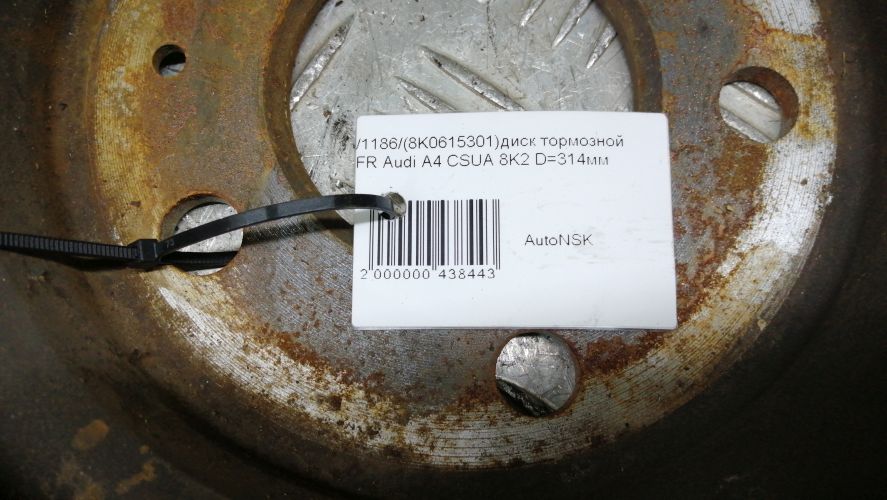 /1186/(8K0615301)диск тормозной
FR Audi A4 CSUA 8K2 D=314мм
AutoNSK
2 000000 438443